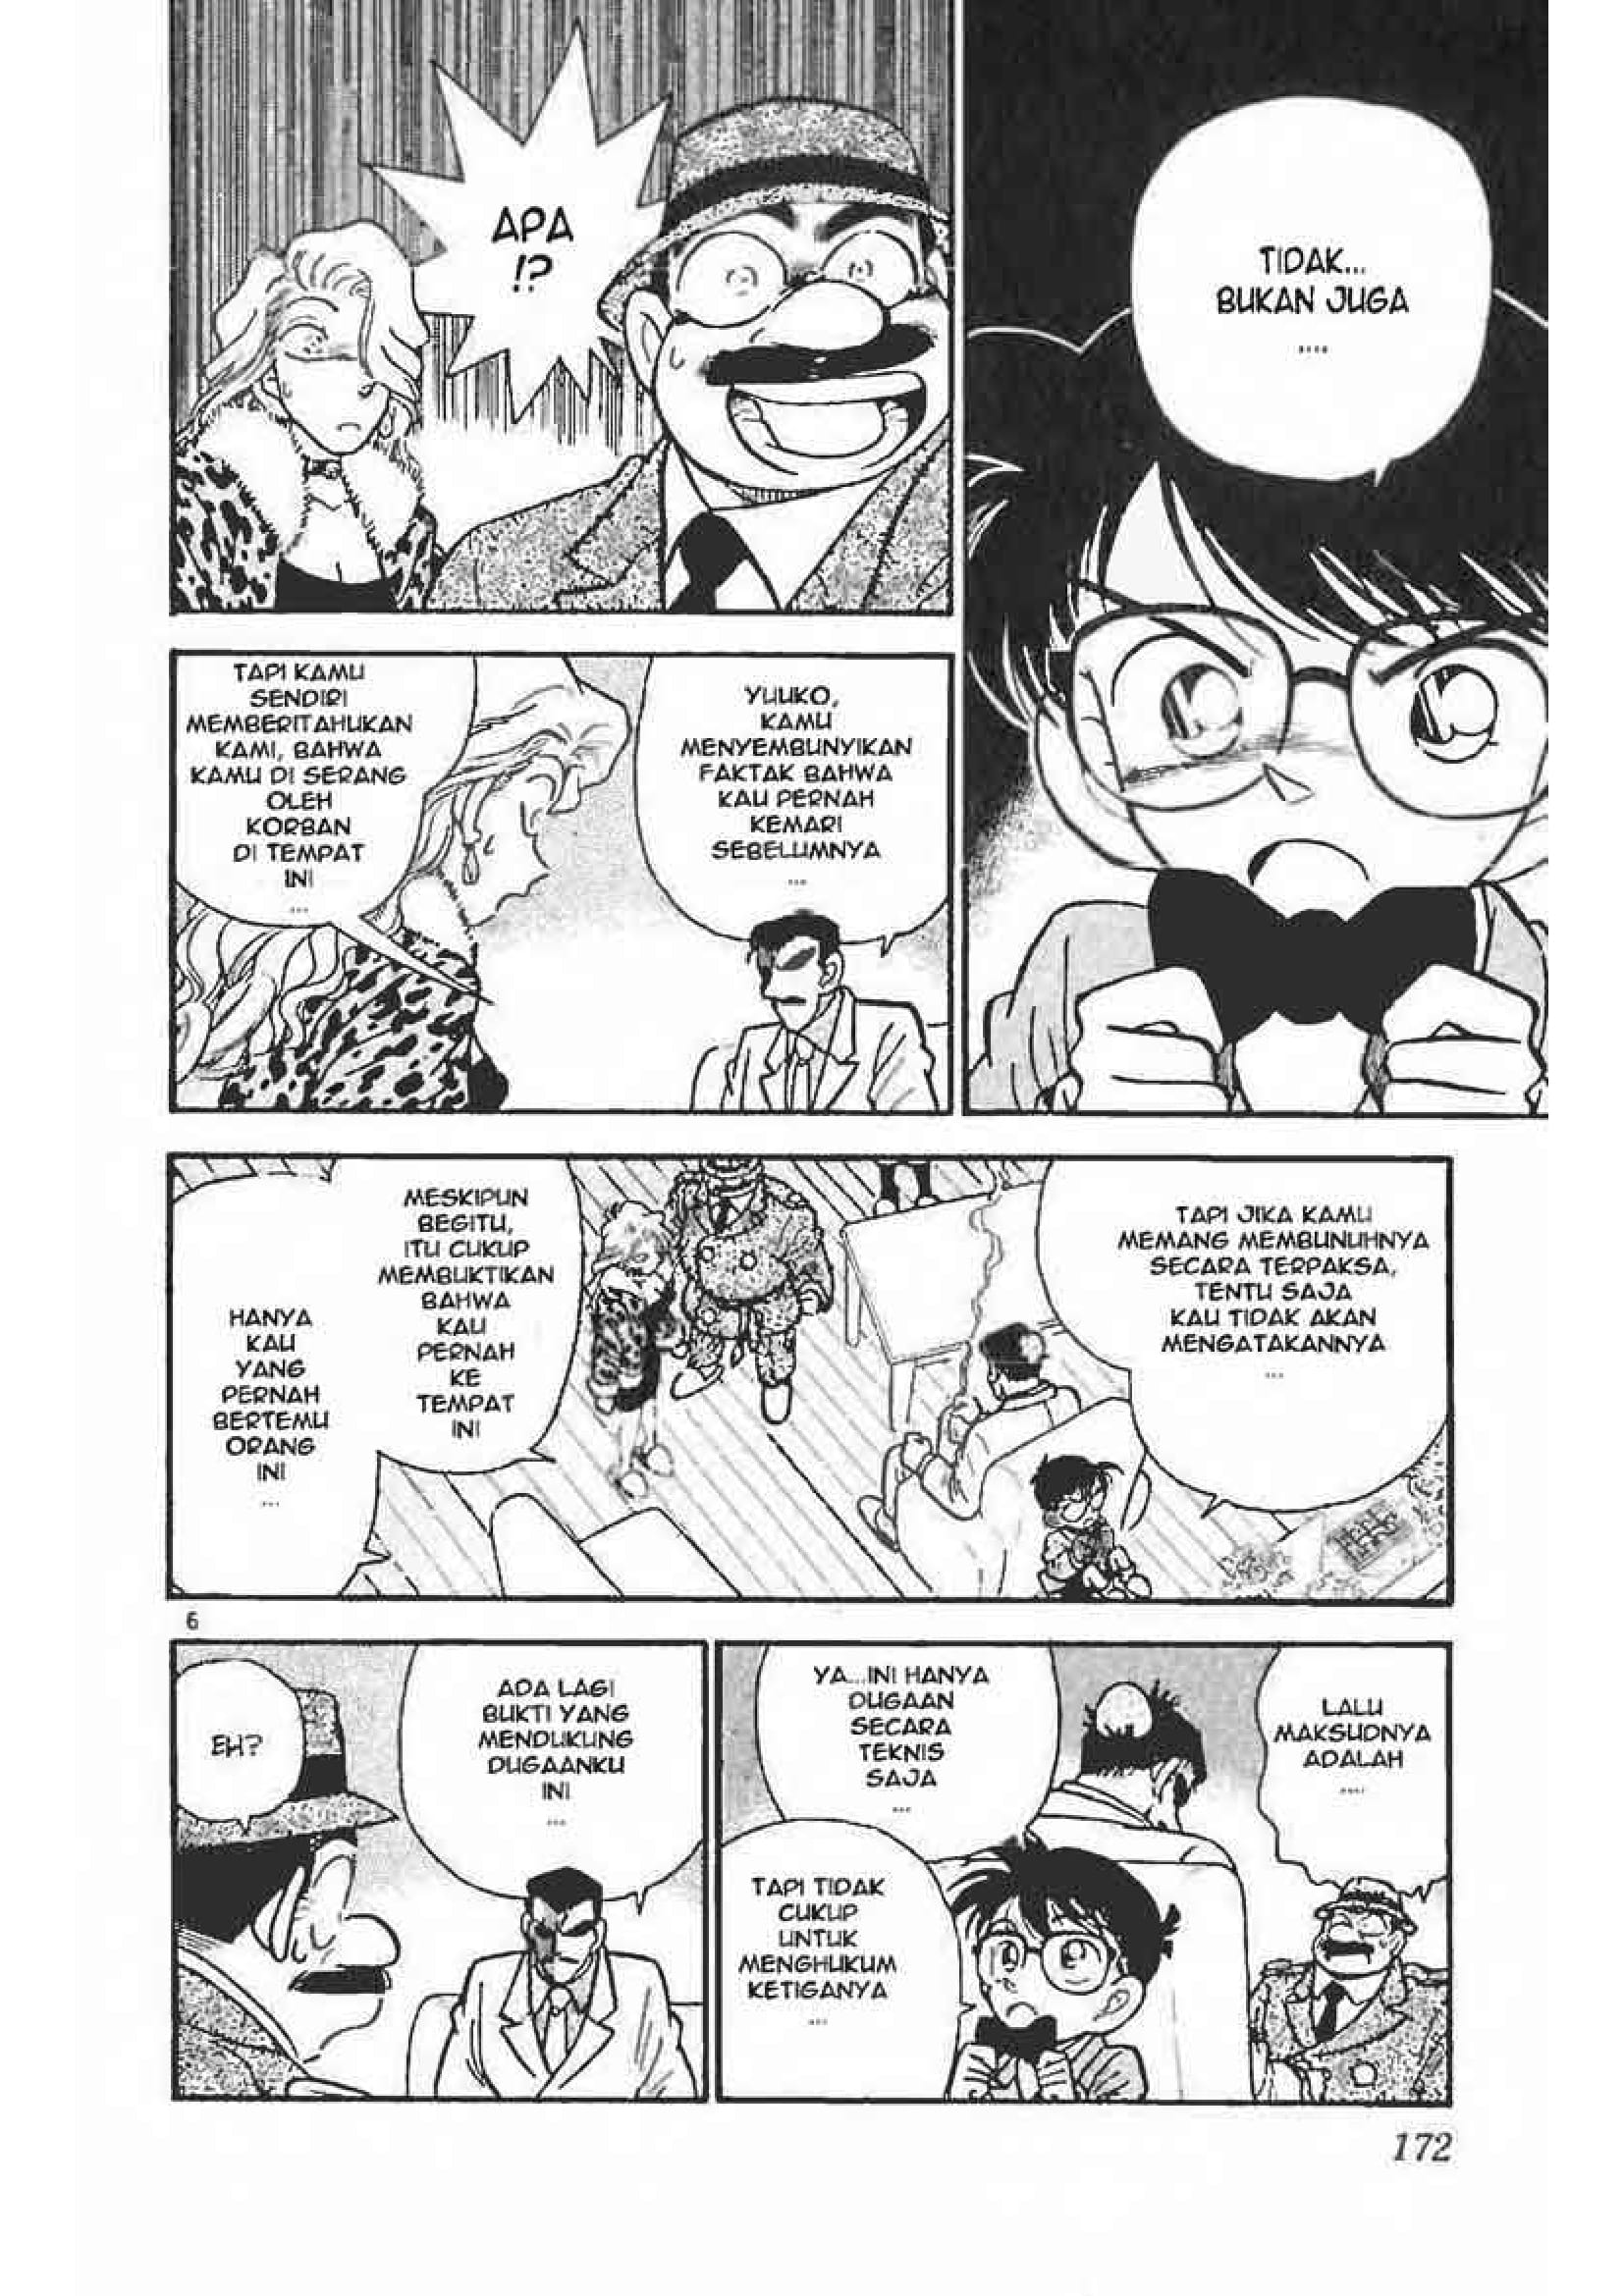 TIDAK...
BUKAN JUGA
....
APA
!?
YUUKO,
KAMU
MENYEMBUNYIKAN
FAKTAK BAHWA
KAU PERNAH
KEMARI
SEBELUMNYA
...
TAPI KAMU
SENDIRI
MEMBERITAHUKAN
KAMI, BAHWA
KAMU DI SERANG
OLEH
KORBAN
DI TEMPAT
INI
...
TAPI JIKA KAMU
MEMANG MEMBUNUHNYA
SECARA TERPAKSA,
TENTU SAJA
KAU TIDAK AKAN
MENGATAKANNYA
...
MESKIPUN
BEGITU,
ITU CUKUP
MEMBUKTIKAN
BAHWA
KAU
PERNAH
KE
TEMPAT
INI
HANYA
KAU
YANG
PERNAH
BERTEMU
ORANG
INI
...
6
LALU
MAKSUDNYA
ADALAH
....
YA...INI HANYA
DUGAAN
SECARA
TEKNIS
SAJA
...
TAPI TIDAK
CUKUP
UNTUK
MENGHUKUM
KETIGANYA
...
ADA LAGI
BUKTI YANG
MENDUKUNG
DUGAANKU
INI
...
EH?
172